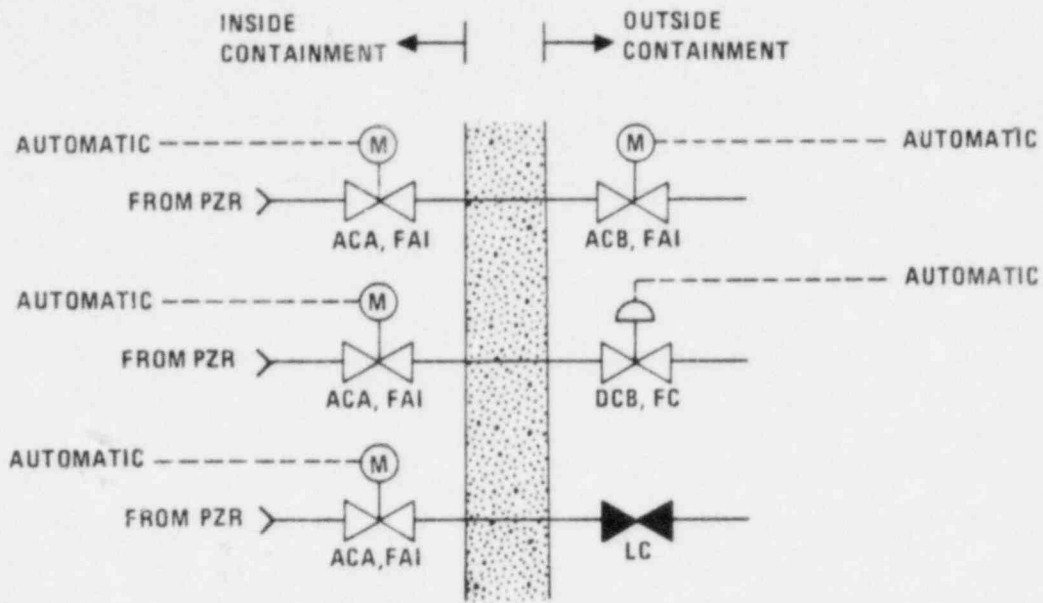 INSIDE
CONTAINMENT
OUTSIDE
CONTAINMENT
AUTOMATIC
M
M
AUTOMATIC
FROM PZR
ACA, FAI
ACB, FAI
AUTOMATIC
M
AUTOMATIC
FROM PZR
ACA, FAI
DCB, FC
AUTOMATIC
M
FROM PZR
ACA,FAI
LC